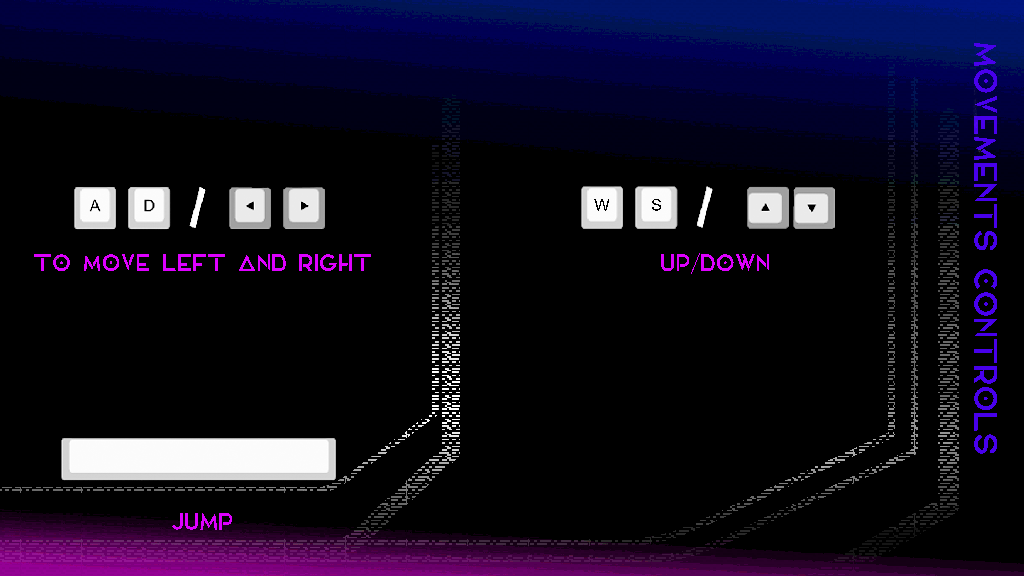 A D / ◄ ►
TO MOVE LEFT AND RIGHT
W S / ▲ ▼
UP/DOWN
JUMP
MOVEMENTS CONTROLS